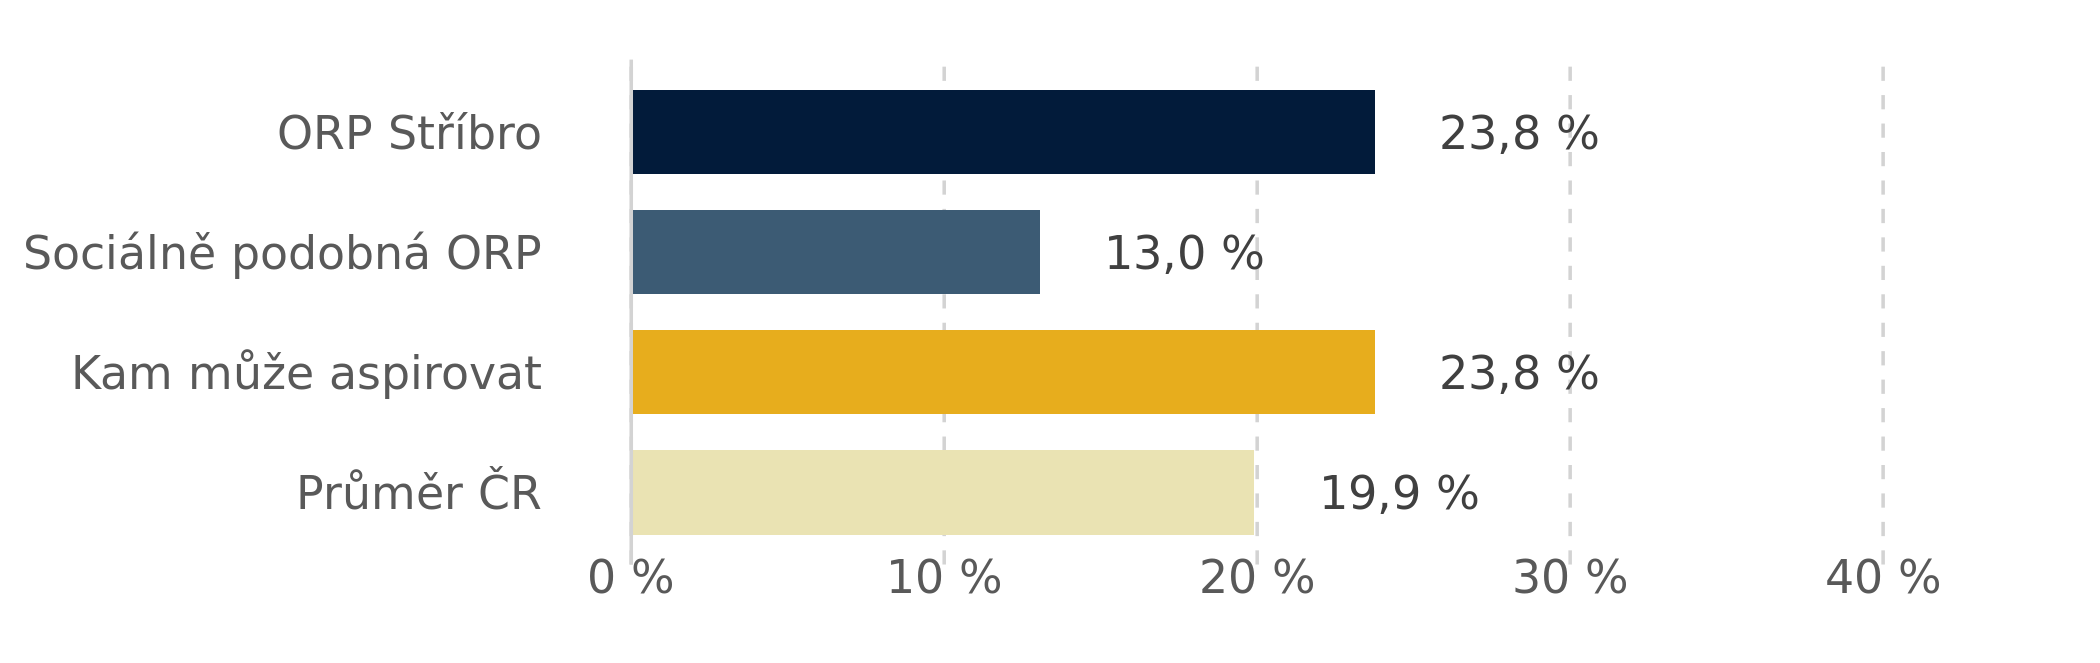 ORP Stříbro 23,8 %
Sociálně podobná ORP 13,0 %
Kam může aspirovat 23,8 %
Průměr ČR 19,9 %
0 % 10 % 20 % 30 % 40 %